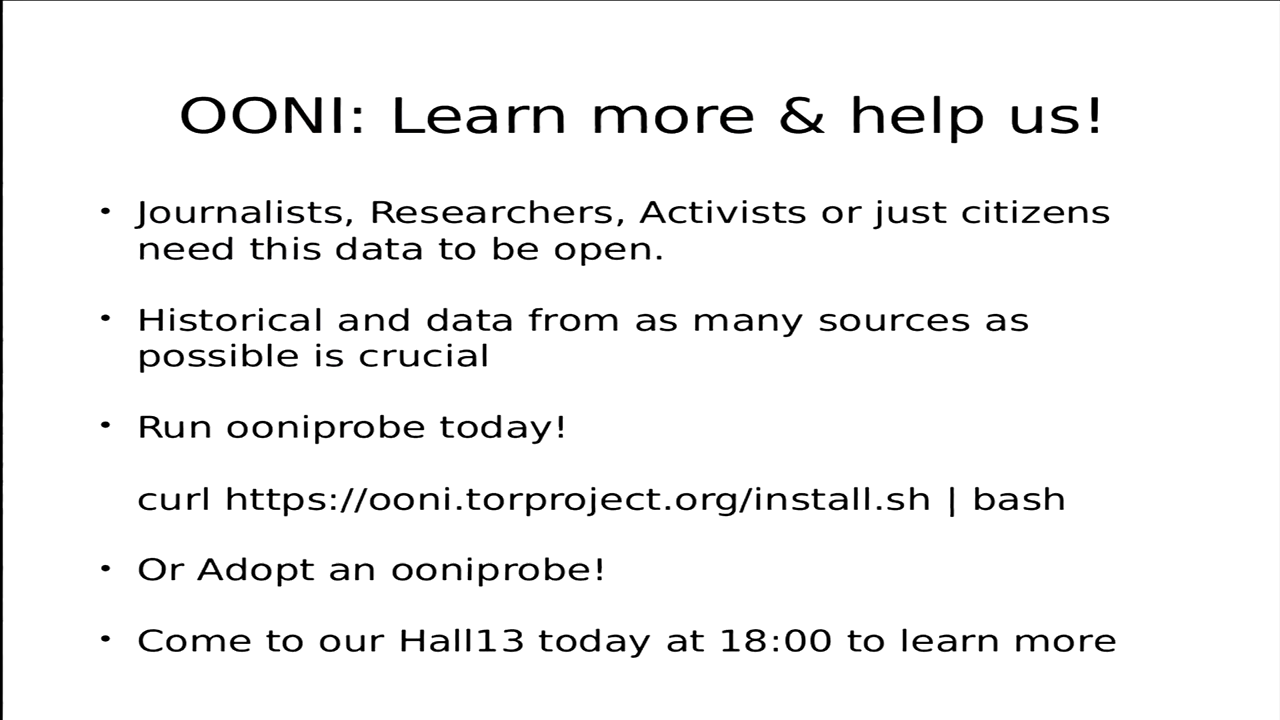 OONI: Learn more & help us!
• Journalists, Researchers, Activists or just citizens
need this data to be open.
• Historical and data from as many sources as
possible is crucial
• Run ooniprobe today!
curl https://ooni.torproject.org/install.sh | bash
• Or Adopt an ooniprobe!
• Come to our Hall13 today at 18:00 to learn more